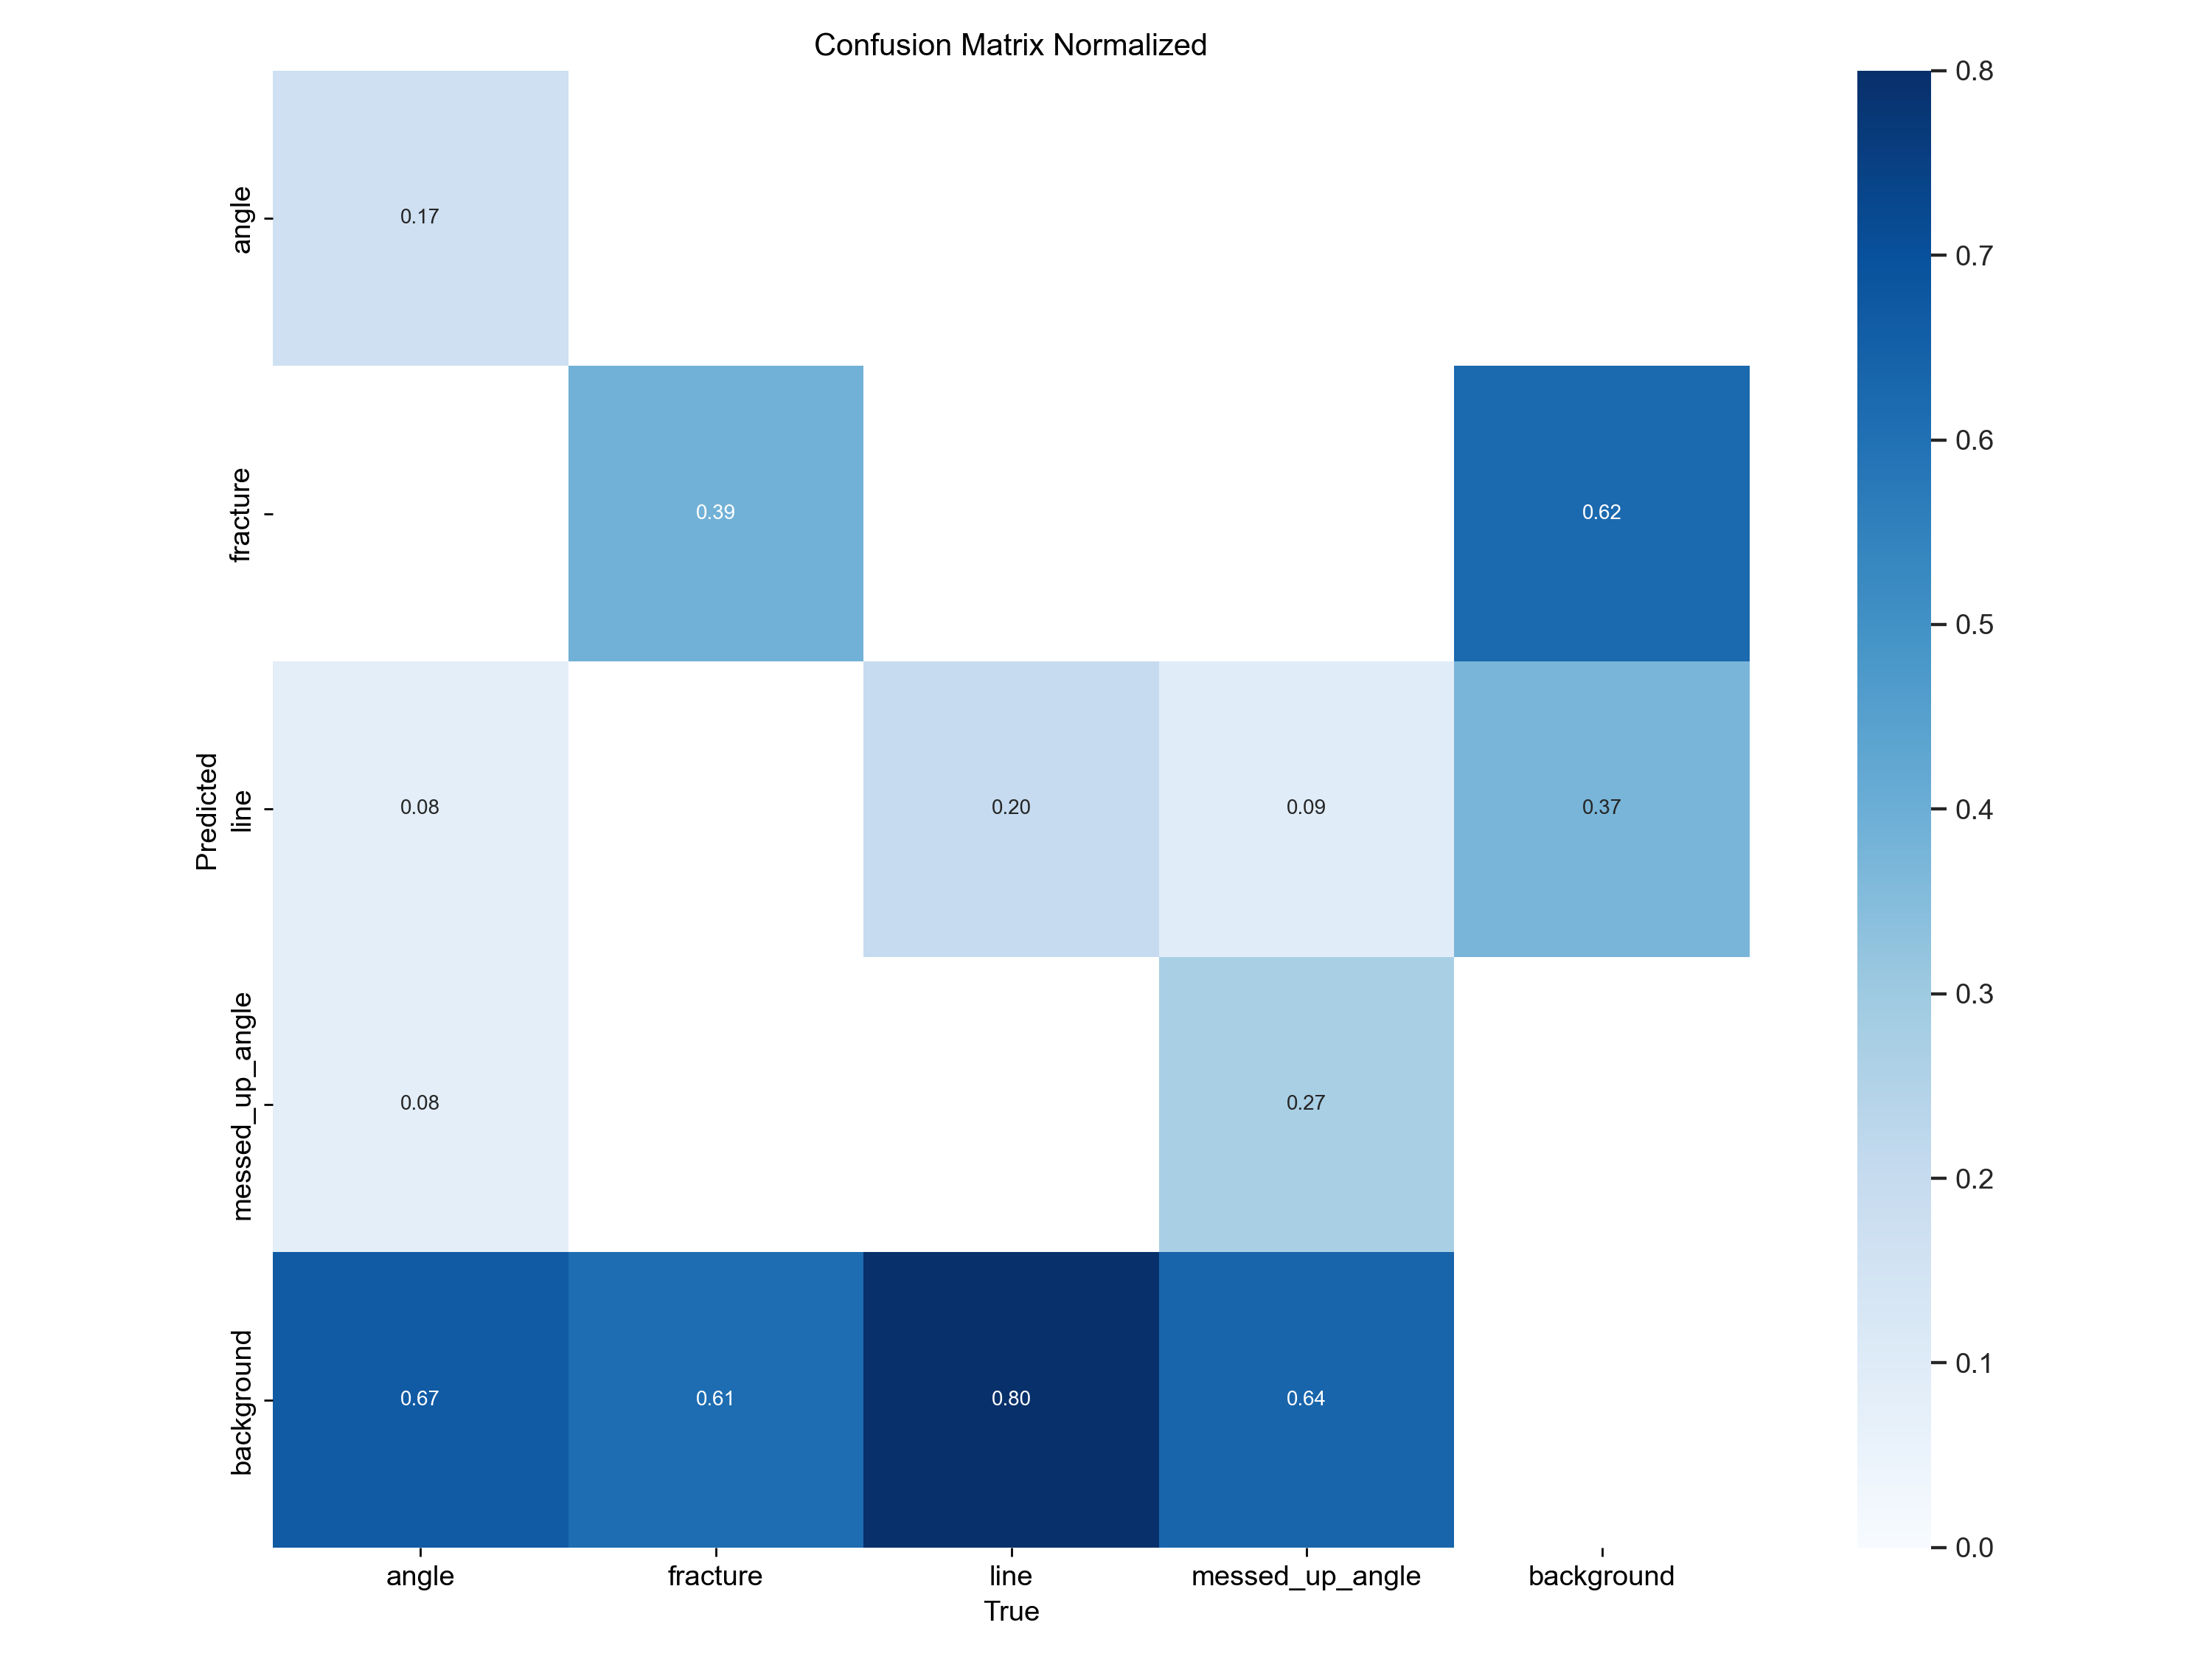 Confusion Matrix Normalized
0.8
0.7
0.6
0.5
0.4
0.3
0.2
0.1
0.0
Predicted
angle
fracture
line
messed_up_angle
background
0.17
0.39 0.62
0.08 0.20 0.09 0.37
0.08 0.27
0.67 0.61 0.80 0.64
angle fracture line messed_up_angle background
True